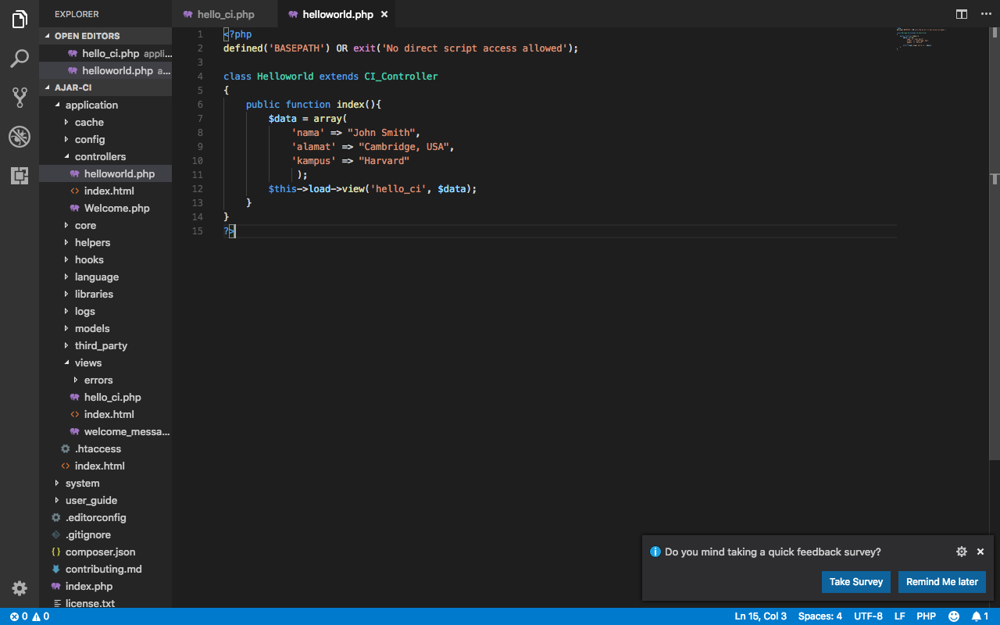 EXPLORER
OPEN EDITORS
hello_ci.php appli...
helloworld.php a...
AJAR-CI
application
cache
config
controllers
helloworld.php
index.html
Welcome.php
core
helpers
hooks
language
libraries
logs
models
third_party
views
errors
hello_ci.php
index.html
welcome_messa...
.htaccess
index.html
system
user_guide
.editorconfig
.gitignore
composer.json
contributing.md
index.php
license.txt
hello_ci.php
helloworld.php
1 <?php
2 defined('BASEPATH') OR exit('No direct script access allowed');
3
4 class Helloworld extends CI_Controller
5 {
6 public function index(){
7 $data = array(
8 'nama' => "John Smith",
9 'alamat' => "Cambridge, USA",
10 'kampus' => "Harvard"
11 );
12 $this->load->view('hello_ci', $data);
13 }
14 }
15 ?>
Do you mind taking a quick feedback survey?
Take Survey Remind Me later
0 0 Ln 15, Col 3 Spaces: 4 UTF-8 LF PHP 1